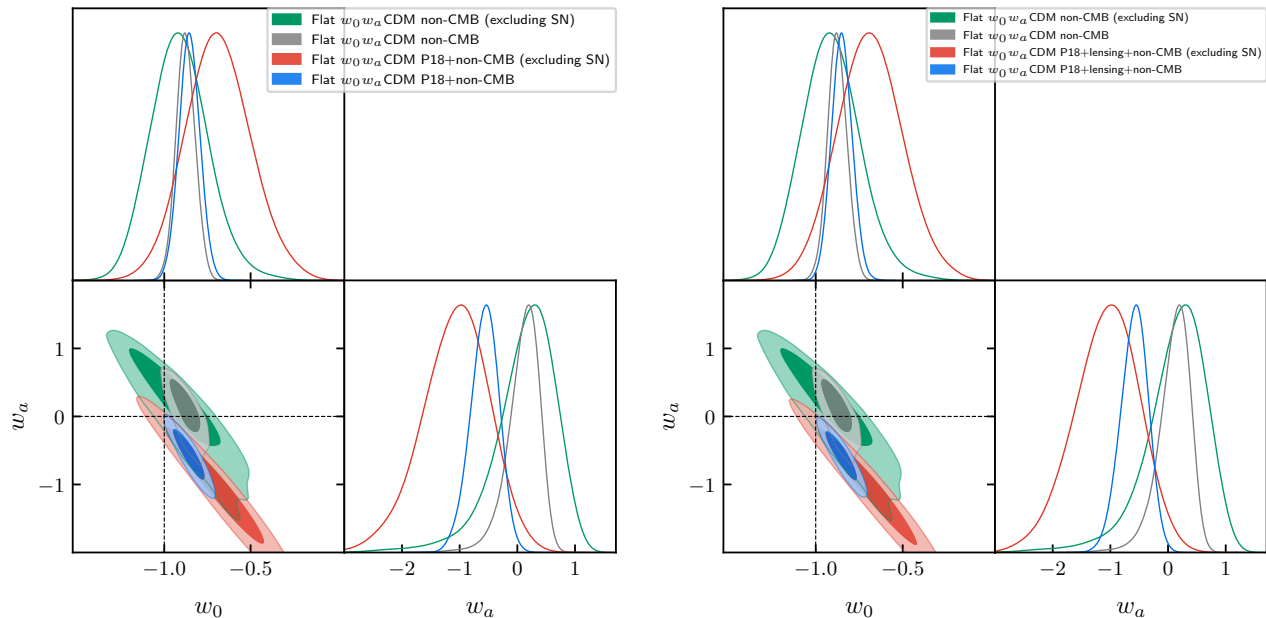 Flat w₀wₐCDM non-CMB (excluding SN)
Flat w₀wₐCDM non-CMB
Flat w₀wₐCDM P18+non-CMB (excluding SN)
Flat w₀wₐCDM P18+non-CMB
1
0
−1
wₐ
−1.0
−0.5
w₀
−2
−1
0
1
wₐ
Flat w₀wₐCDM non-CMB (excluding SN)
Flat w₀wₐCDM non-CMB
Flat w₀wₐCDM P18+lensing+non-CMB (excluding SN)
Flat w₀wₐCDM P18+lensing+non-CMB
1
0
−1
wₐ
−1.0
−0.5
w₀
−2
−1
0
1
wₐ